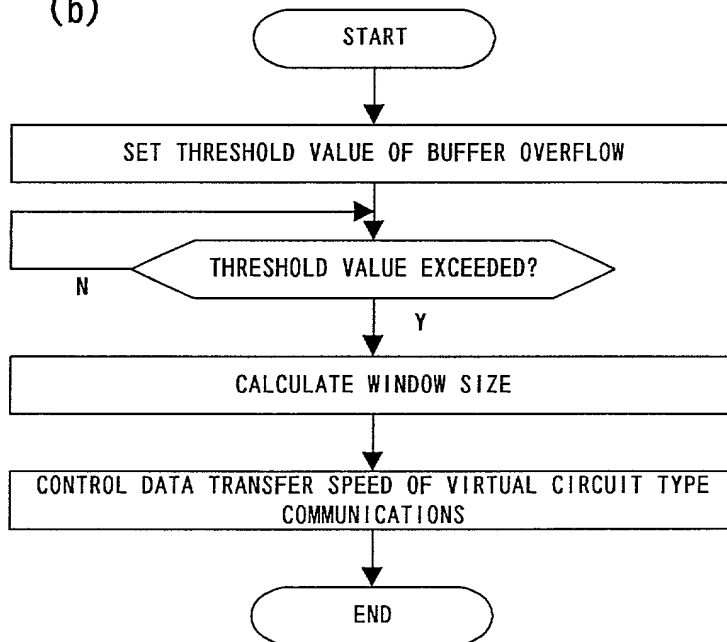 (b)
START
SET THRESHOLD VALUE OF BUFFER OVERFLOW
THRESHOLD VALUE EXCEEDED?
N
Y
CALCULATE WINDOW SIZE
CONTROL DATA TRANSFER SPEED OF VIRTUAL CIRCUIT TYPE
COMMUNICATIONS
END